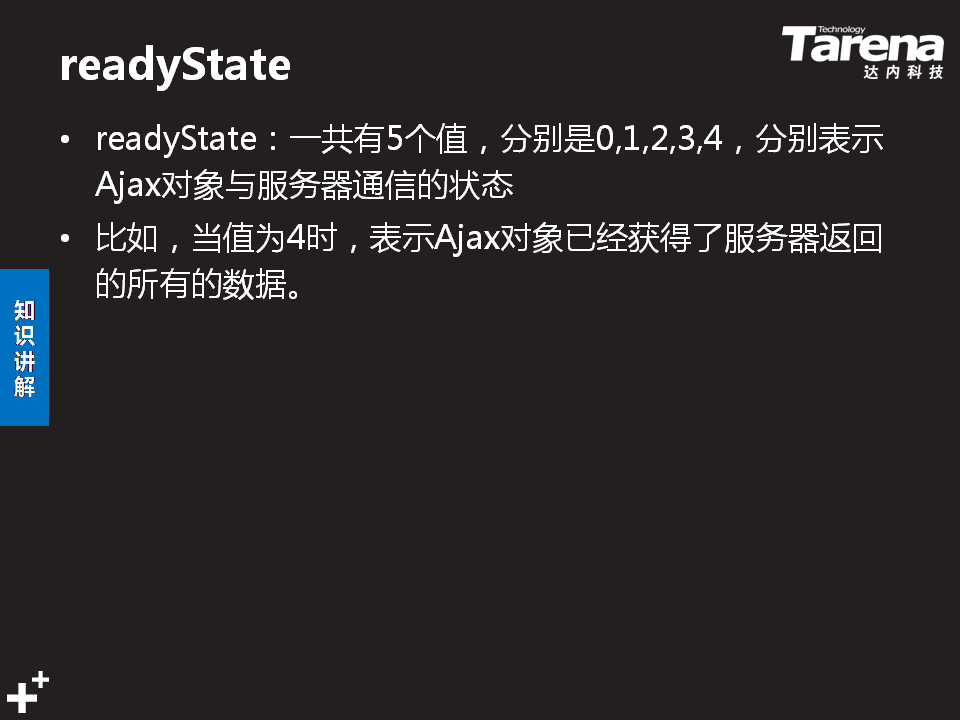 readyState
Technology
Tarena
达内科技
• readyState：一共有5个值，分别是0,1,2,3,4，分别表示
Ajax对象与服务器通信的状态
• 比如，当值为4时，表示Ajax对象已经获得了服务器返回
的所有的数据。
知
识
讲
解